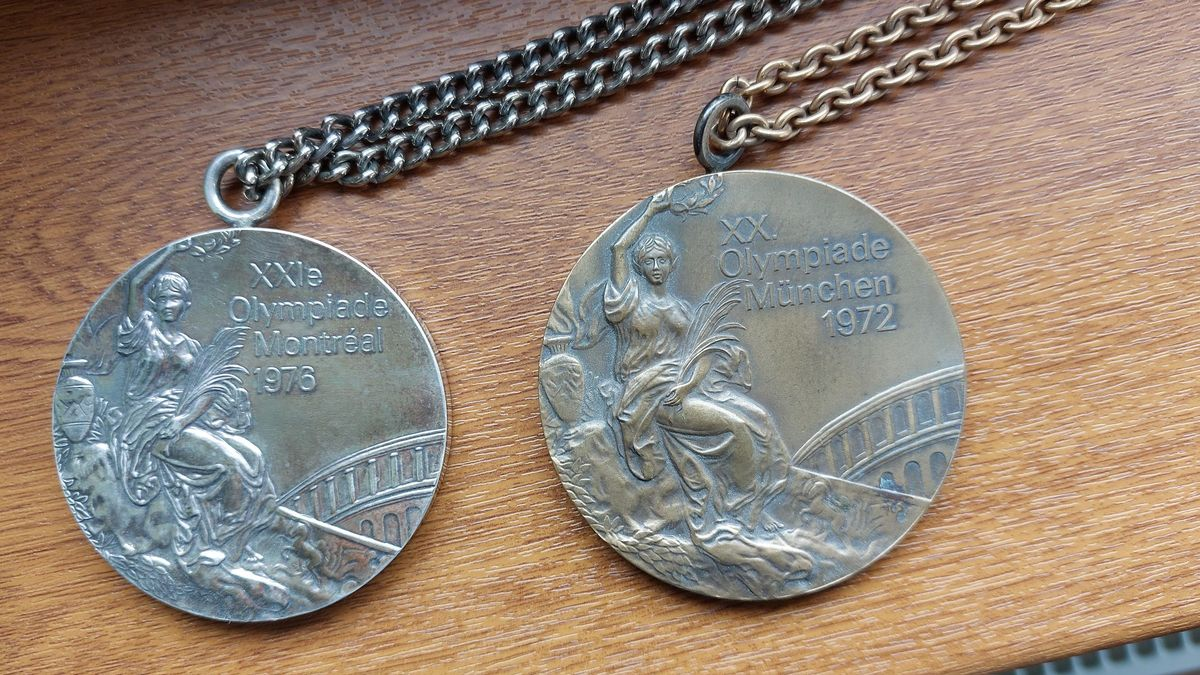 XXIe
Olympiade
Montréal
1976
XX.
Olympiade
München
1972